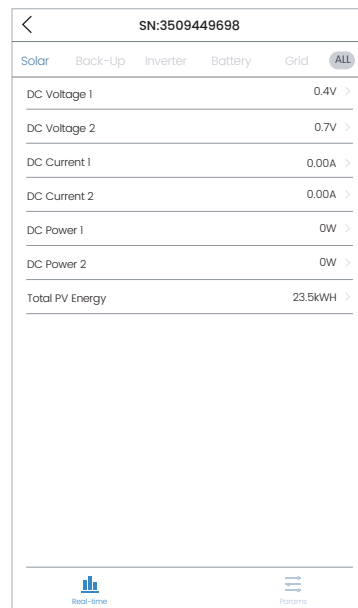 SN:3509449698
Solar Back-Up Inverter Battery Grid ALL
DC Voltage 1 0.4V
DC Voltage 2 0.7V
DC Current 1 0.00A
DC Current 2 0.00A
DC Power 1 0W
DC Power 2 0W
Total PV Energy 23.5kWH
Real-time Params